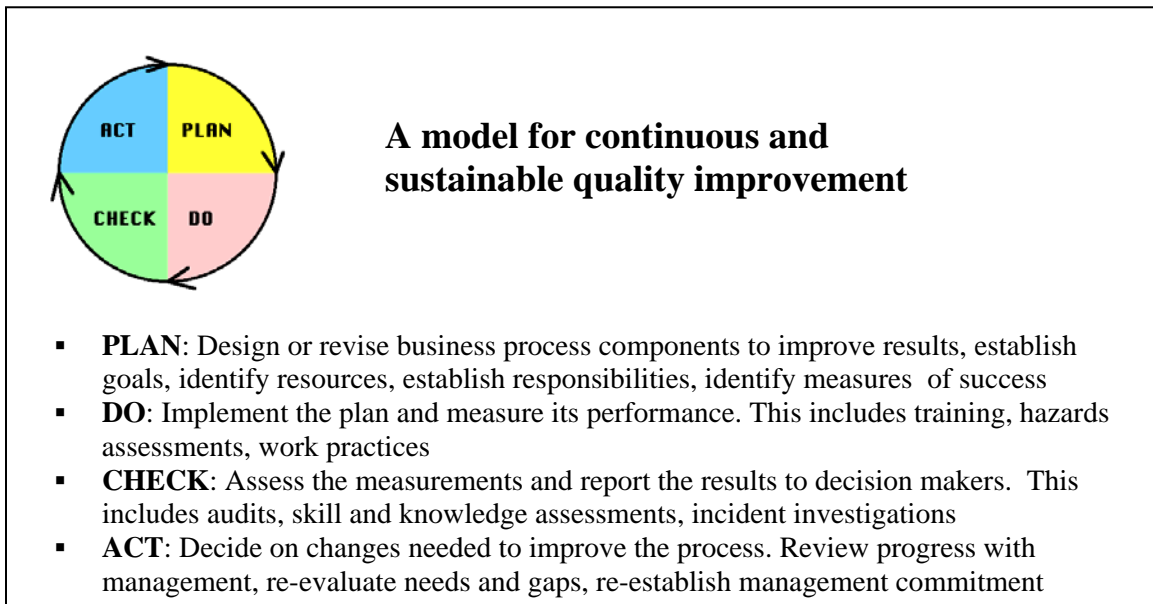 ACT PLAN
CHECK DO
A model for continuous and
sustainable quality improvement
▪ PLAN: Design or revise business process components to improve results, establish
goals, identify resources, establish responsibilities, identify measures  of success
▪ DO: Implement the plan and measure its performance. This includes training, hazards
assessments, work practices
▪ CHECK: Assess the measurements and report the results to decision makers.  This
includes audits, skill and knowledge assessments, incident investigations
▪ ACT: Decide on changes needed to improve the process. Review progress with
management, re-evaluate needs and gaps, re-establish management commitment